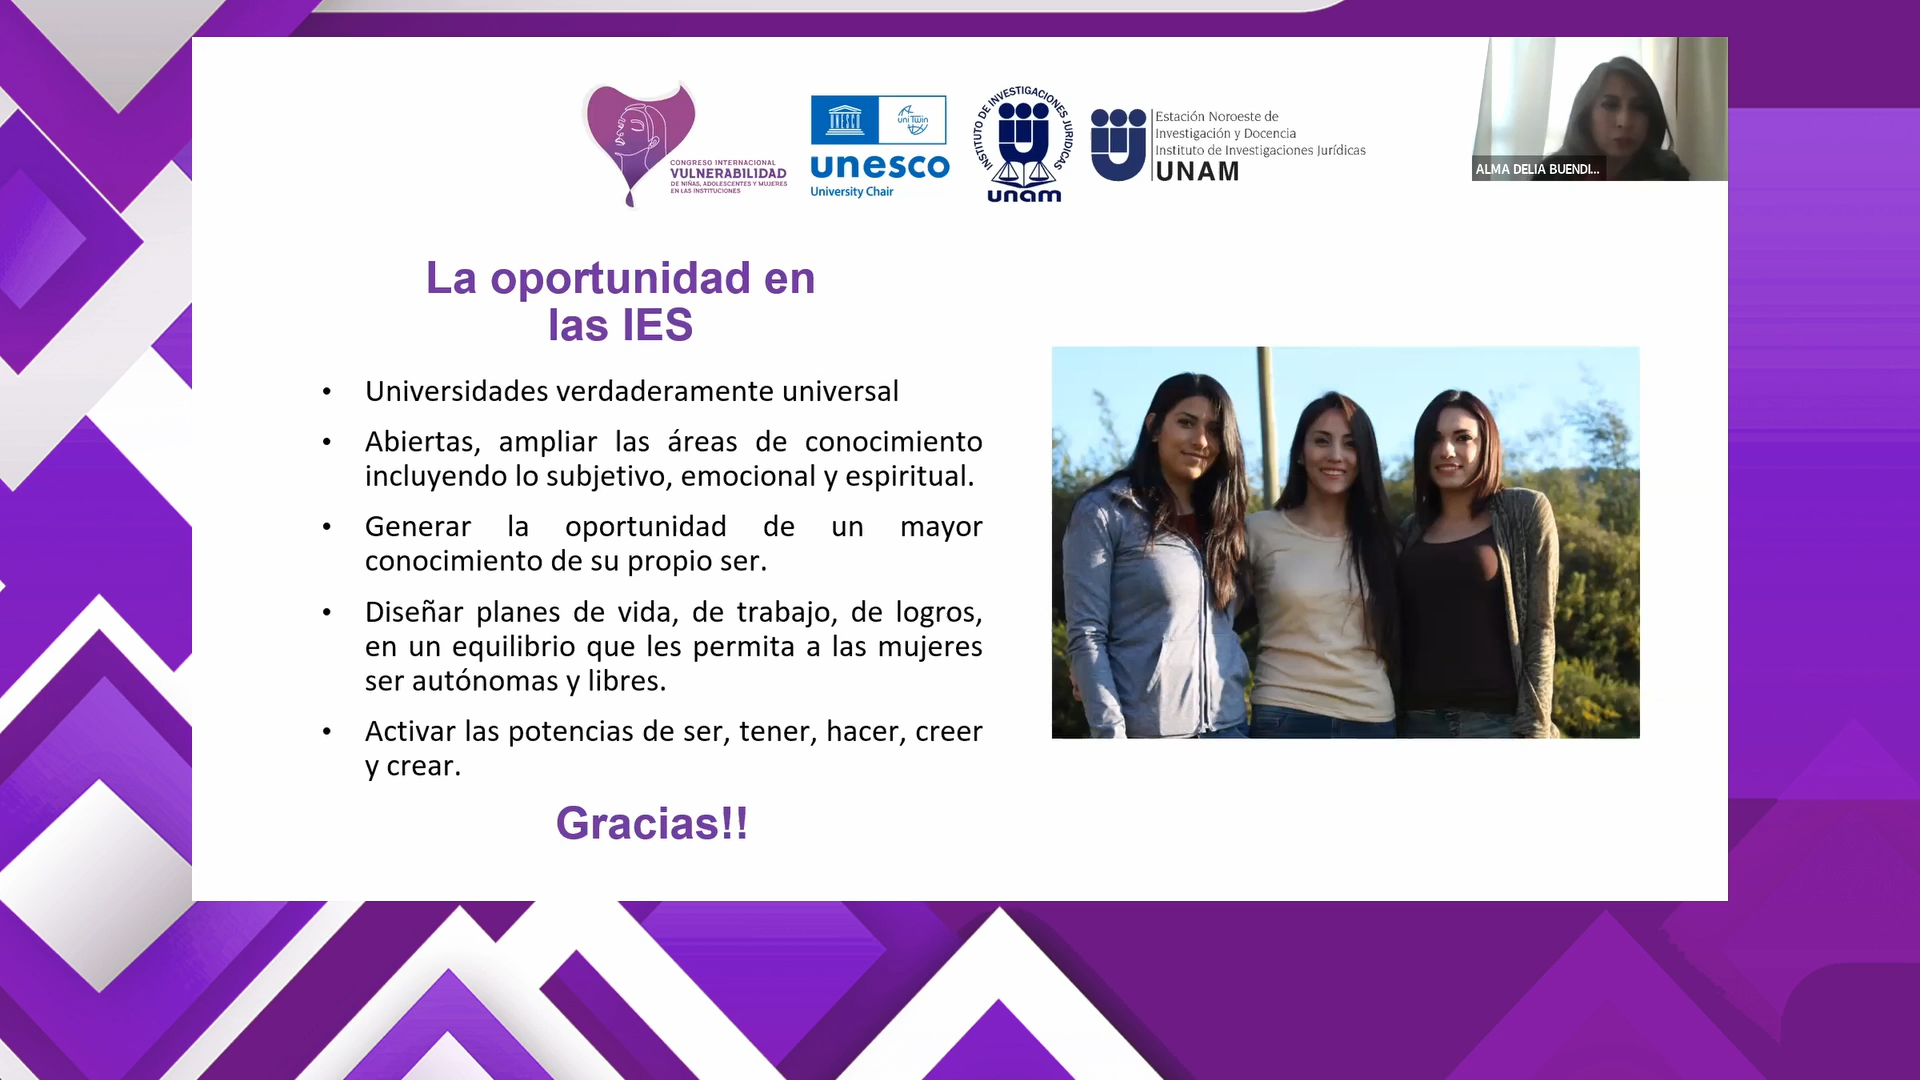 CONGRESO INTERNACIONAL
VULNERABILIDAD
DE NIÑAS, ADOLESCENTES Y MUJERES
EN LAS INSTITUCIONES
UNESCO
uni Twin
unesco
University Chair
INSTITUTO DE INVESTIGACIONES JURIDICAS
unam
Estación Noroeste de
Investigación y Docencia
Instituto de Investigaciones Jurídicas
UNAM
ALMA DELIA BUENDI...
La oportunidad en
las IES
• Universidades verdaderamente universal
• Abiertas, ampliar las áreas de conocimiento
incluyendo lo subjetivo, emocional y espiritual.
• Generar la oportunidad de un mayor
conocimiento de su propio ser.
• Diseñar planes de vida, de trabajo, de logros,
en un equilibrio que les permita a las mujeres
ser autónomas y libres.
• Activar las potencias de ser, tener, hacer, creer
y crear.
Gracias!!